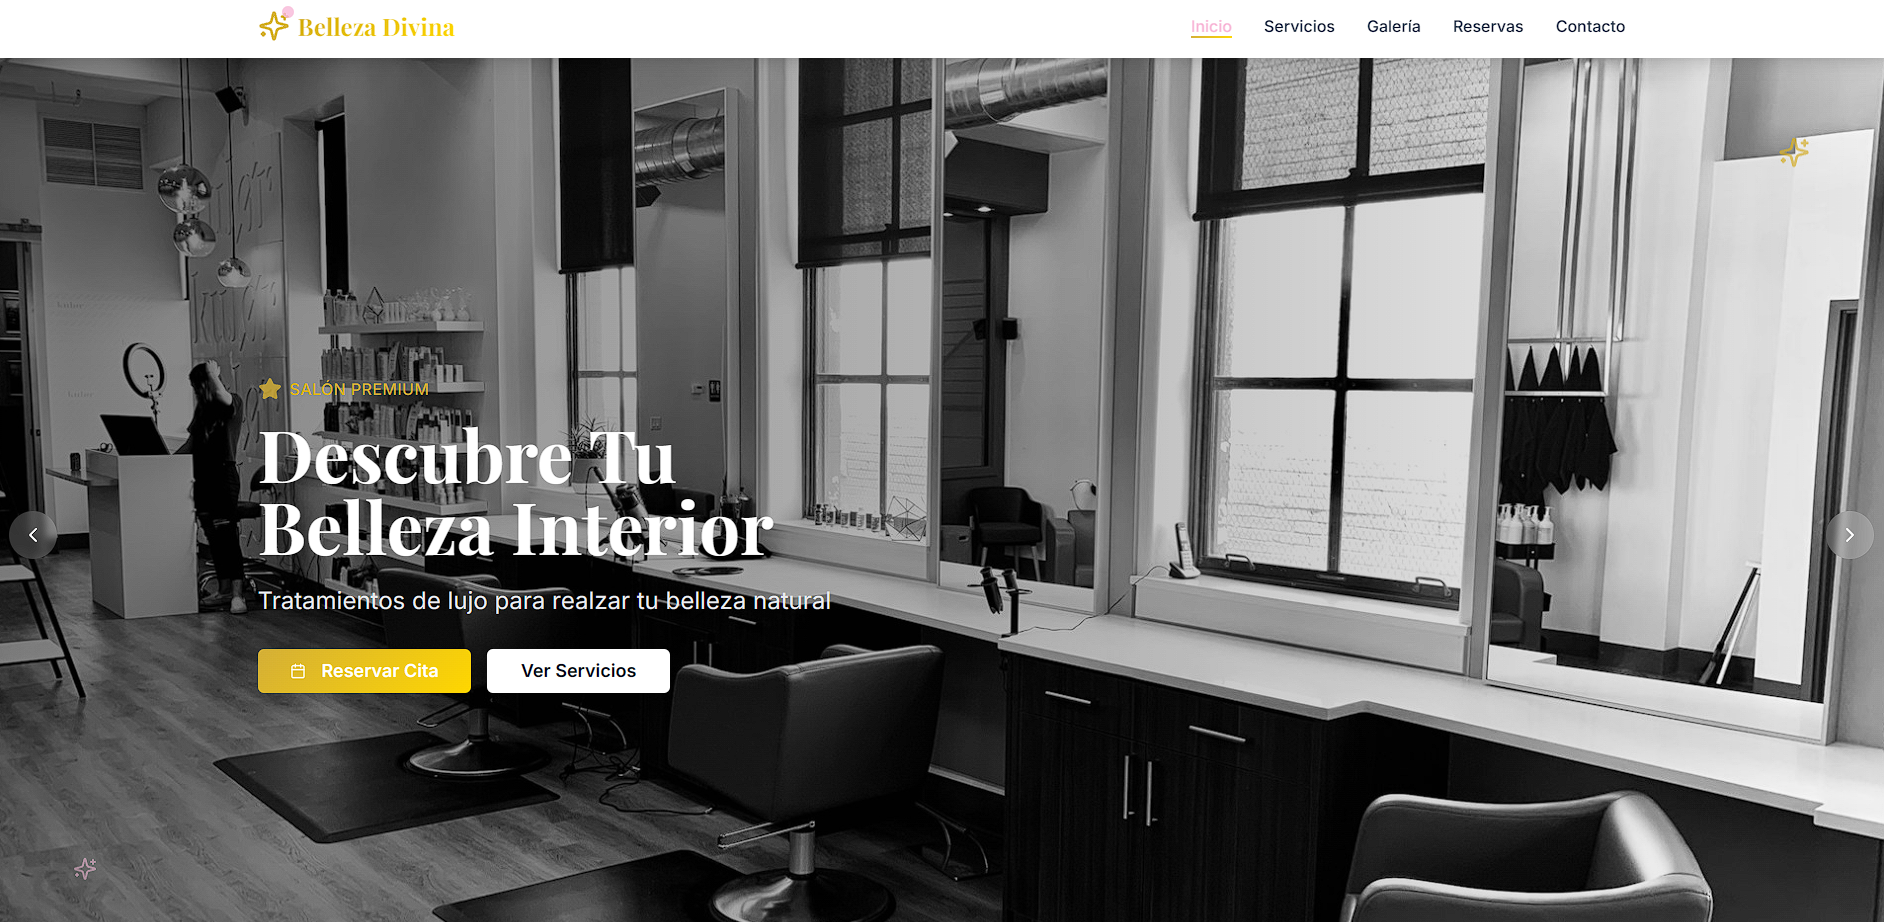 Belleza Divina
Inicio Servicios Galería Reservas Contacto
SALÓN PREMIUM
Descubre Tu
Belleza Interior
Tratamientos de lujo para realzar tu belleza natural
Reservar Cita Ver Servicios